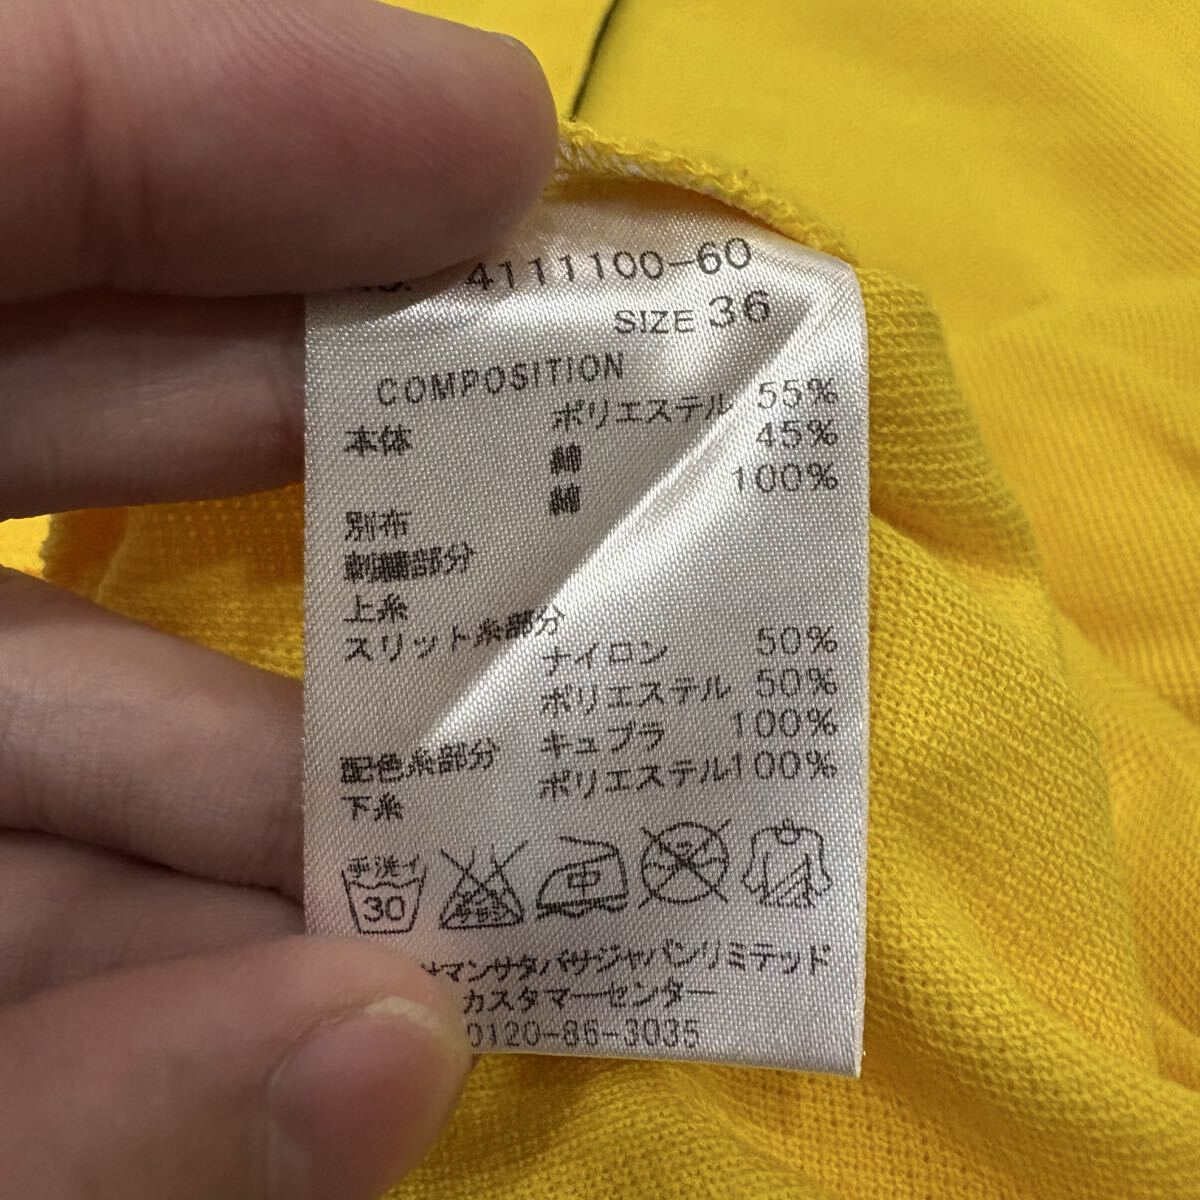 4111100-60
SIZE 36
COMPOSITION
本体 ポリエステル 55%
綿 45%
別布 綿 100%
刺繍部分
上糸
スリット糸部分 ナイロン 50%
ポリエステル 50%
配色糸部分 キュプラ 100%
下糸 ポリエステル 100%
手洗イ
30
中
サマンサタバサジャパンリミテッド
カスタマーセンター
0120-86-3035